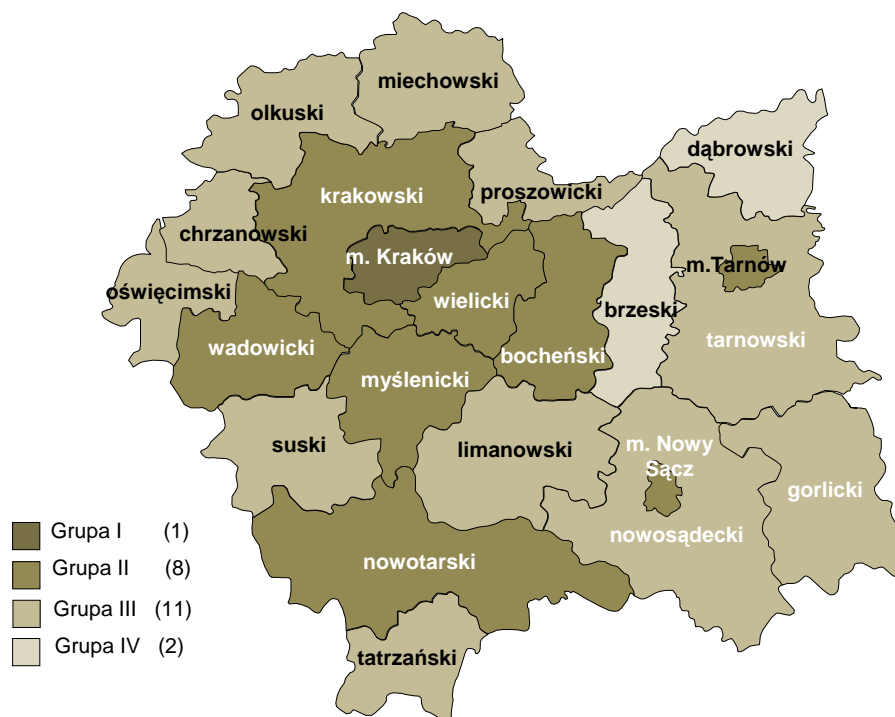 miechowski
olkuski
dąbrowski
krakowski
proszowicki
chrzanowski
m. Kraków
m.Tarnów
oświęcimski
wielicki
brzeski
wadowicki
bocheński
tarnowski
myślenicki
suski
limanowski
m. Nowy
Sącz
gorlicki
nowosądecki
nowotarski
tatrzański
Grupa I (1)
Grupa II (8)
Grupa III (11)
Grupa IV (2)